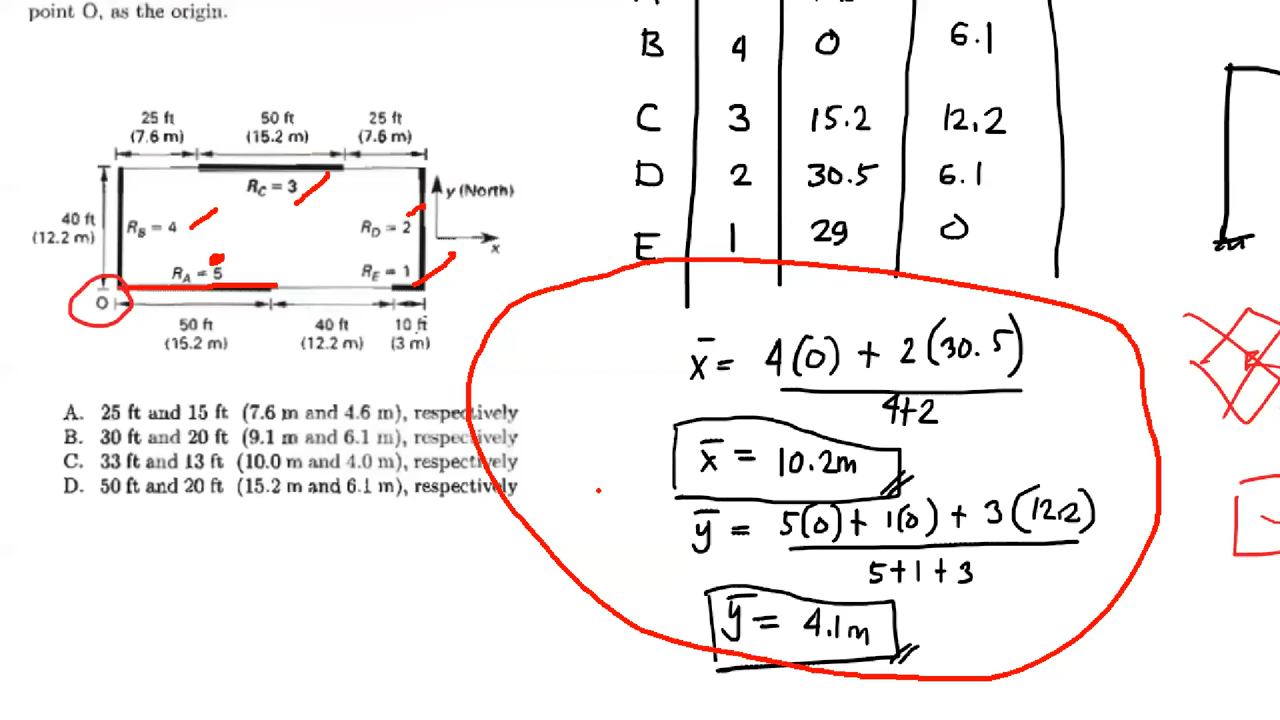 point O, as the origin.
25 ft 50 ft 25 ft
(7.6 m) (15.2 m) (7.6 m)
R_C = 3
y (North)
40 ft
(12.2 m)
R_B = 4
R_D = 2
x
R_A = 5
R_E = 1
O
50 ft 40 ft 10 ft
(15.2 m) (12.2 m) (3 m)
A. 25 ft and 15 ft (7.6 m and 4.6 m), respectively
B. 30 ft and 20 ft (9.1 m and 6.1 m), respectively
C. 33 ft and 13 ft (10.0 m and 4.0 m), respectively
D. 50 ft and 20 ft (15.2 m and 6.1 m), respectively
B 4 0 6.1
C 3 15.2 12.2
D 2 30.5 6.1
E 1 29 0
x̄ = 4(0) + 2(30.5)
4+2
x̄ = 10.2m
ȳ = 5(0) + 1(0) + 3(12.2)
5+1+3
ȳ = 4.1m